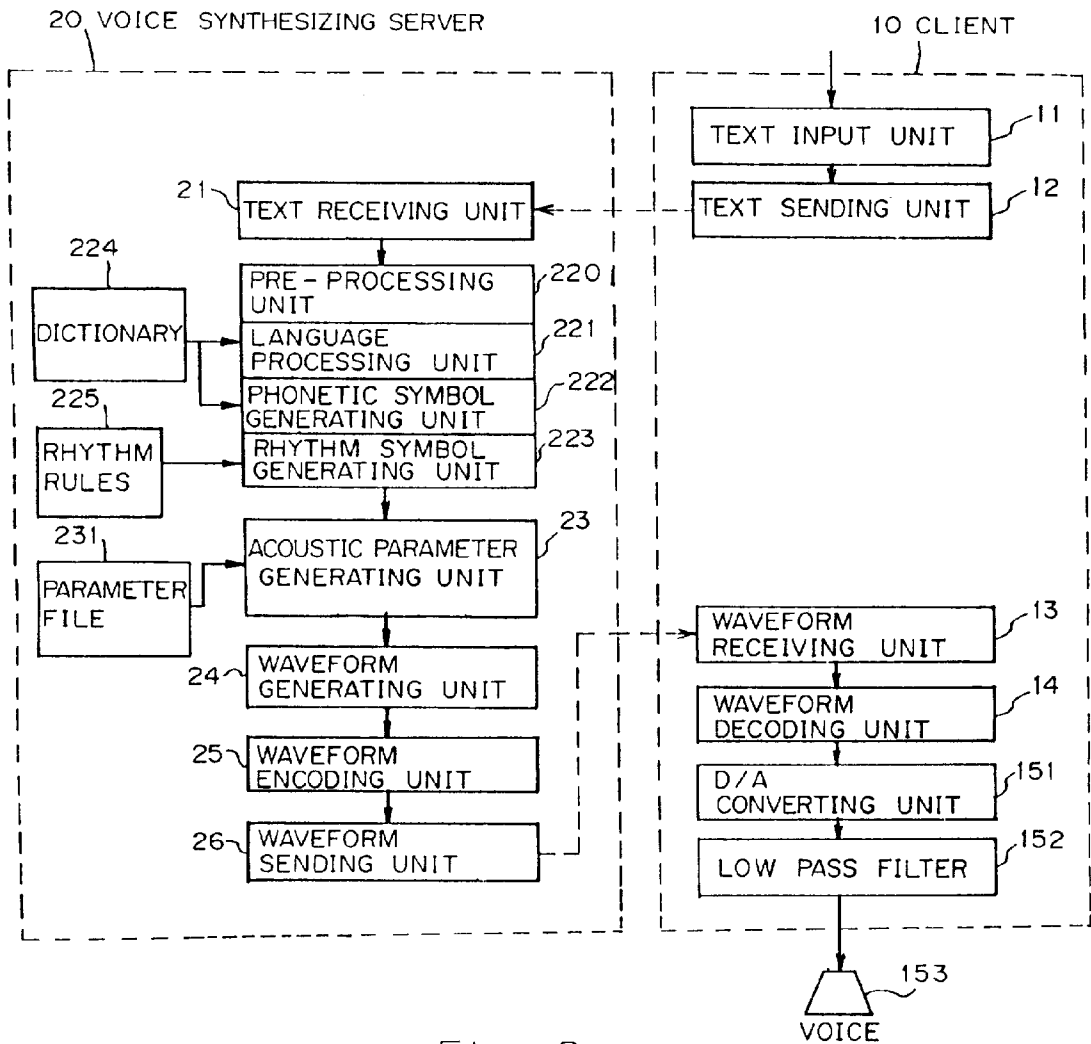 20 VOICE SYNTHESIZING SERVER
10 CLIENT
TEXT INPUT UNIT
11
TEXT SENDING UNIT
12
21
TEXT RECEIVING UNIT
224
DICTIONARY
PRE-PROCESSING
UNIT
220
LANGUAGE
PROCESSING UNIT
221
PHONETIC SYMBOL
GENERATING UNIT
222
225
RHYTHM
RULES
RHYTHM SYMBOL
GENERATING UNIT
223
231
PARAMETER
FILE
ACOUSTIC PARAMETER
GENERATING UNIT
23
24
WAVEFORM
GENERATING UNIT
25
WAVEFORM
ENCODING UNIT
26
WAVEFORM
SENDING UNIT
WAVEFORM
RECEIVING UNIT
13
WAVEFORM
DECODING UNIT
14
D/A
CONVERTING UNIT
151
LOW PASS FILTER
152
153
VOICE